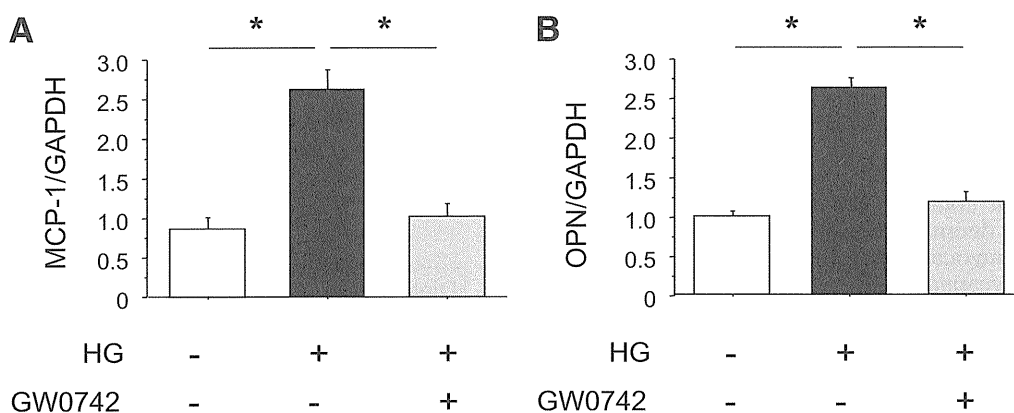 A
* *
MCP-1/GAPDH
3.0
2.5
2.0
1.5
1.0
0.5
0
HG - + +
GW0742 - - +
B
* *
OPN/GAPDH
3.0
2.5
2.0
1.5
1.0
0.5
0
HG - + +
GW0742 - - +